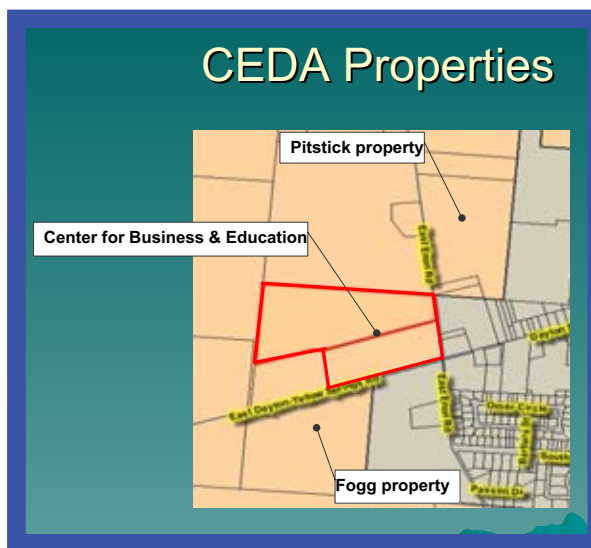 CEDA Properties
Pitstick property
Center for Business & Education
East Enon Rd
Dayton
East Dayton-Yellow Springs
East Enon Rd
Omar Circle
South
Fogg property